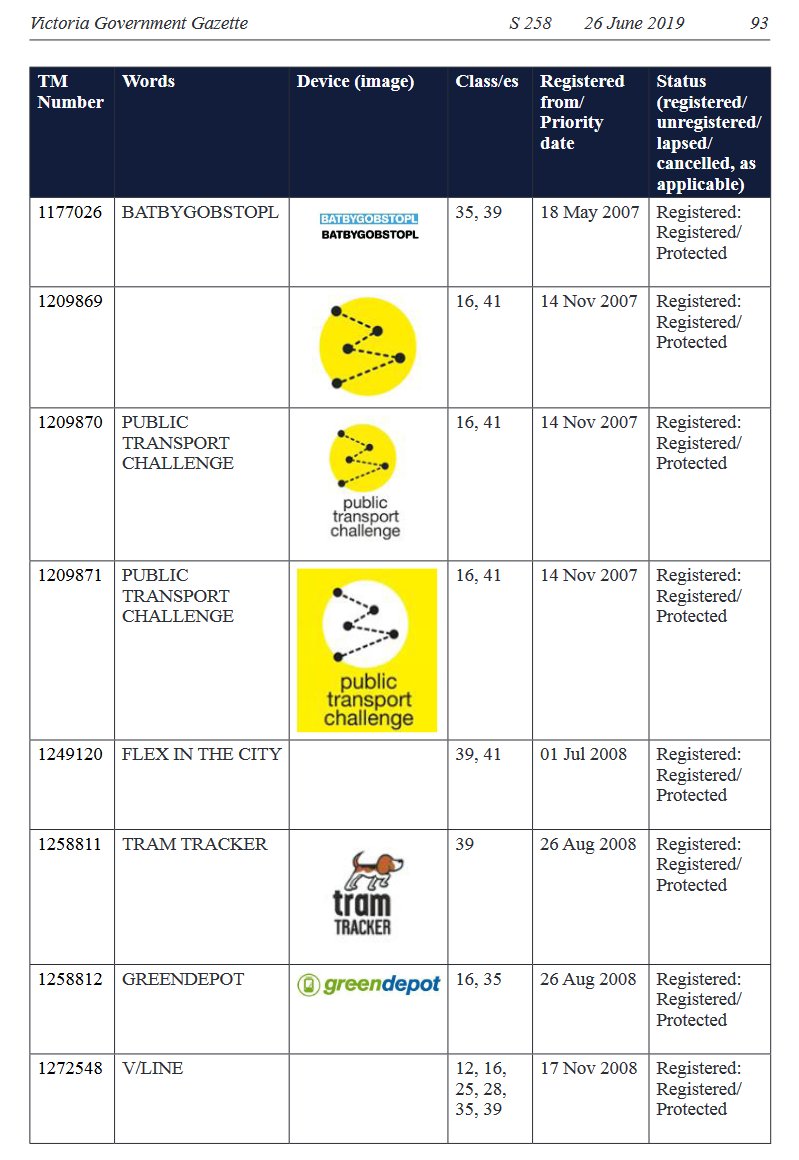 Victoria Government Gazette S 258 26 June 2019 93
TM Number Words Device (image) Class/es Registered from/ Priority date Status (registered/ unregistered/ lapsed/ cancelled, as applicable)
1177026 BATBYGOBSTOPL 35, 39 18 May 2007 Registered: Registered/ Protected
BATBYGOBSTOPL
BATBYGOBSTOPL
1209869 16, 41 14 Nov 2007 Registered: Registered/ Protected
1209870 PUBLIC TRANSPORT CHALLENGE 16, 41 14 Nov 2007 Registered: Registered/ Protected
public
transport
challenge
1209871 PUBLIC TRANSPORT CHALLENGE 16, 41 14 Nov 2007 Registered: Registered/ Protected
public
transport
challenge
1249120 FLEX IN THE CITY 39, 41 01 Jul 2008 Registered: Registered/ Protected
1258811 TRAM TRACKER 39 26 Aug 2008 Registered: Registered/ Protected
tram
TRACKER
1258812 GREENDEPOT greendepot 16, 35 26 Aug 2008 Registered: Registered/ Protected
1272548 V/LINE 12, 16, 25, 28, 35, 39 17 Nov 2008 Registered: Registered/ Protected